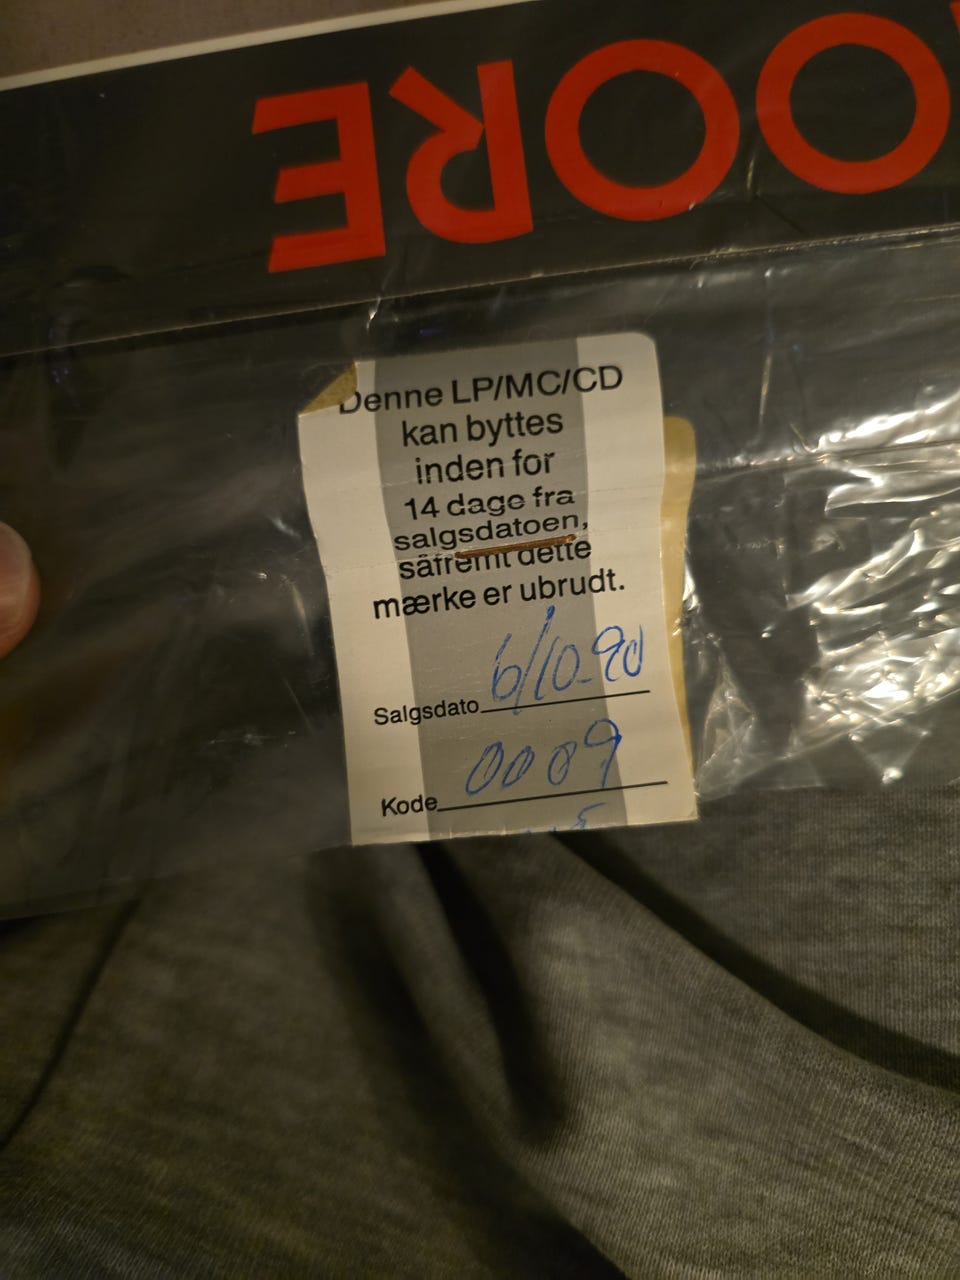 OORE
Denne LP/MC/CD
kan byttes
inden for
14 dage fra
salgsdatoen,
såfremt dette
mærke er ubrudt.
Salgsdato 6/10-90
Kode 0009